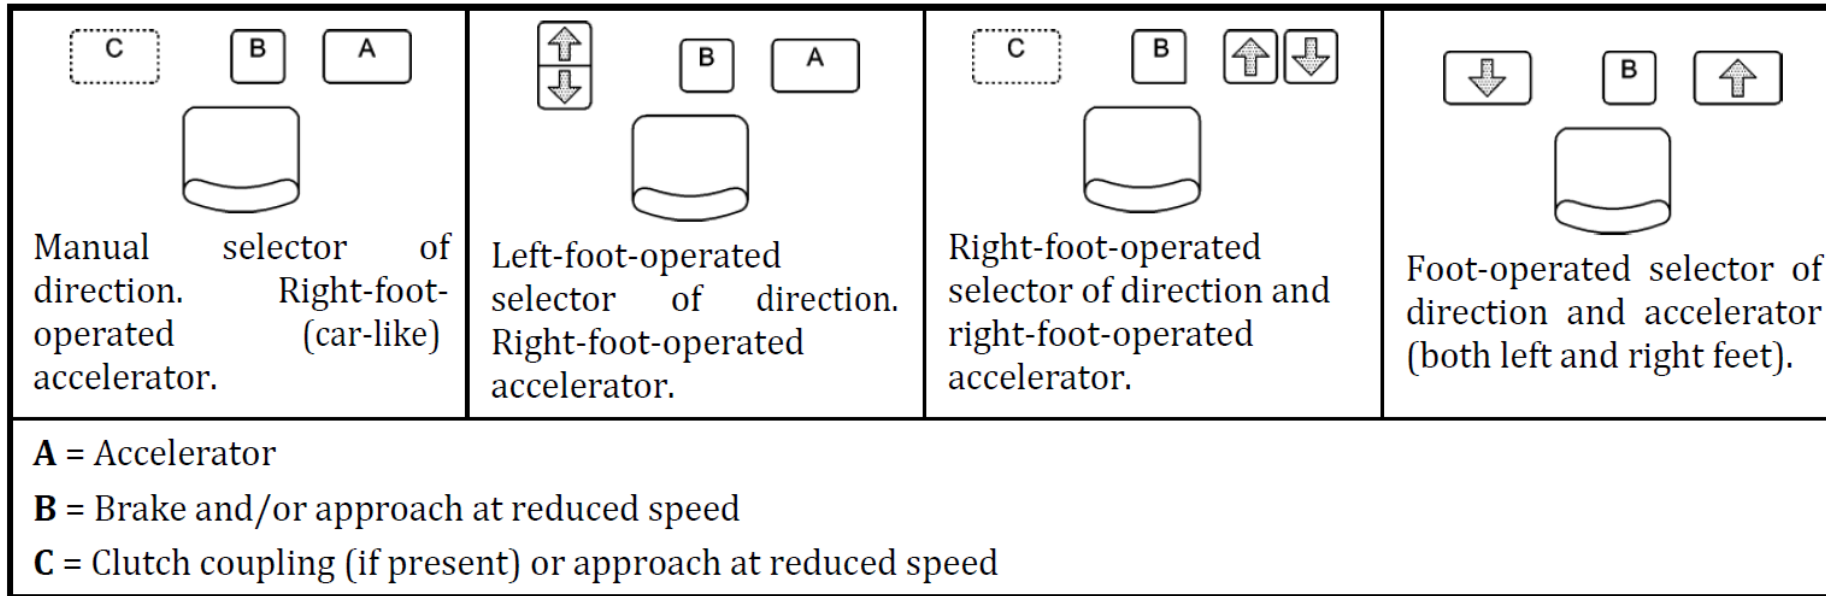 C B A
Manual selector of
direction. Right-foot-
operated (car-like)
accelerator.
B A
Left-foot-operated
selector of direction.
Right-foot-operated
accelerator.
C B
Right-foot-operated
selector of direction and
right-foot-operated
accelerator.
B
Foot-operated selector of
direction and accelerator
(both left and right feet).
A = Accelerator
B = Brake and/or approach at reduced speed
C = Clutch coupling (if present) or approach at reduced speed